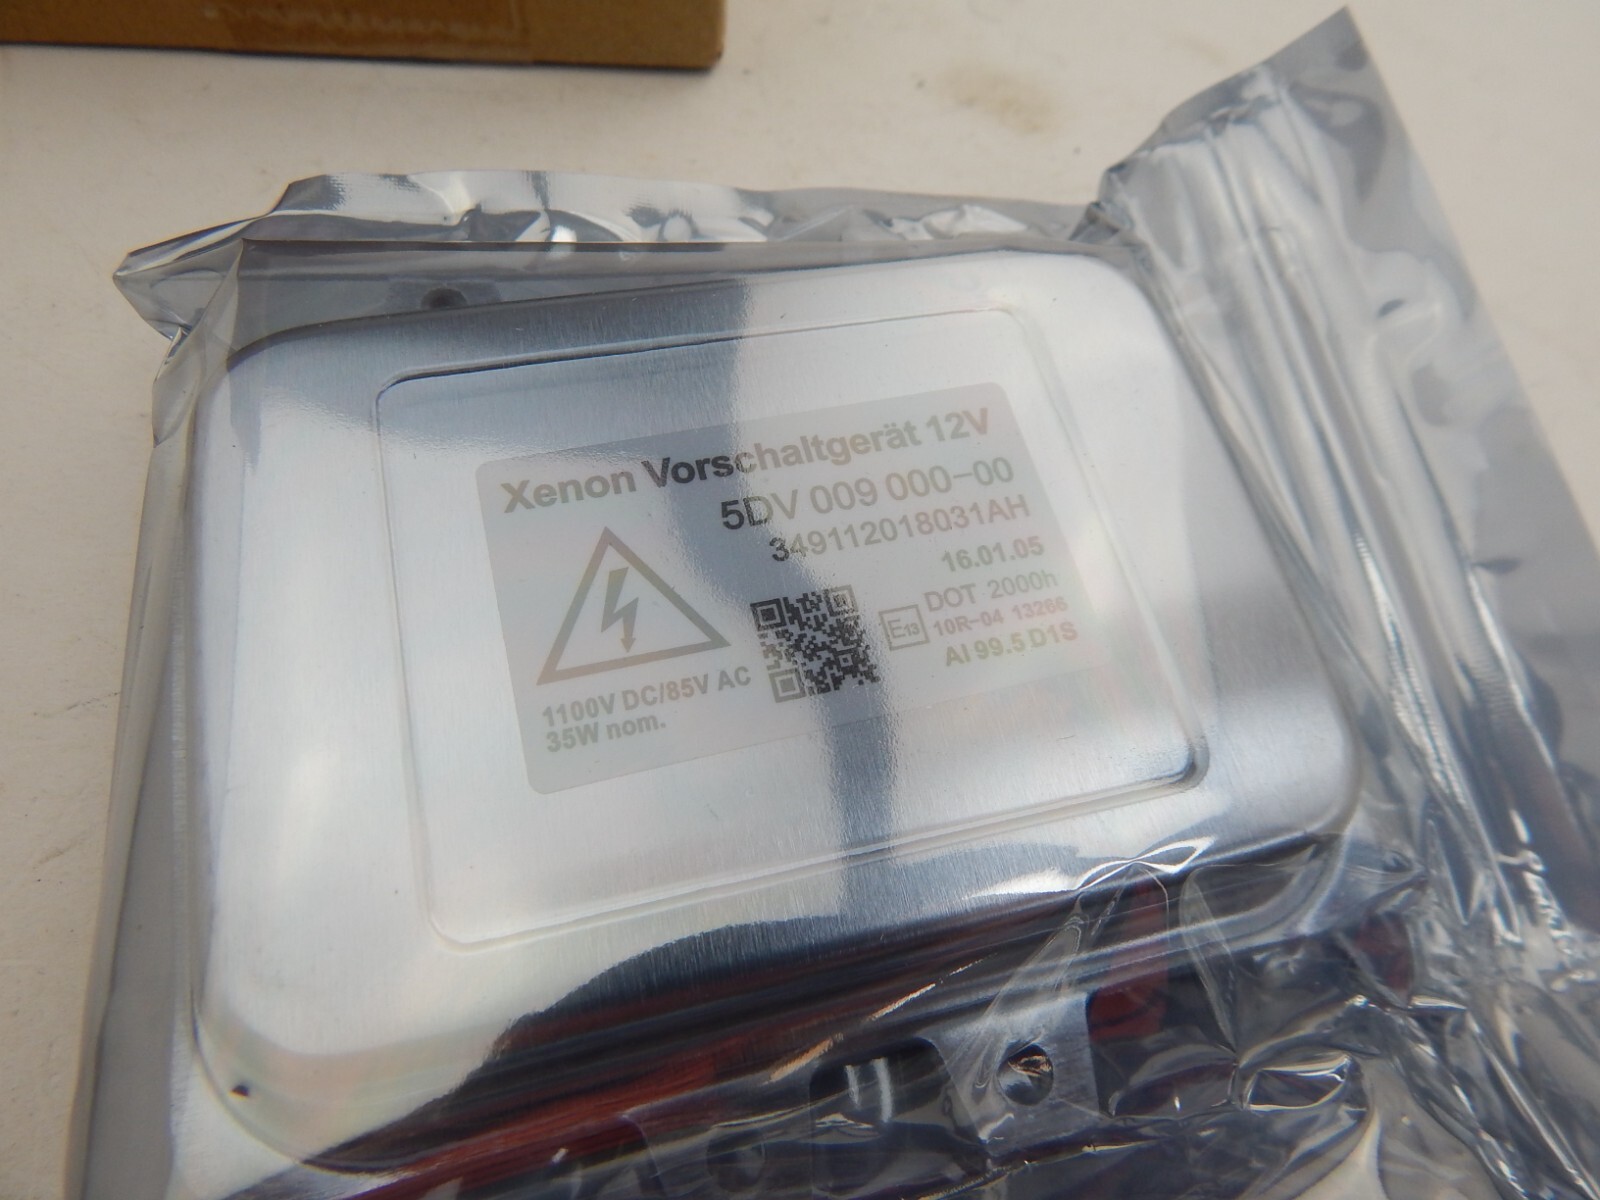 Xenon Vorschaltgerät 12V
5DV 009 000-00
349112018031AH
16.01.05
DOT 2000h
E13
10R-04 13266
AI 99.5 D1S
1100V DC/85V AC
35W nom.